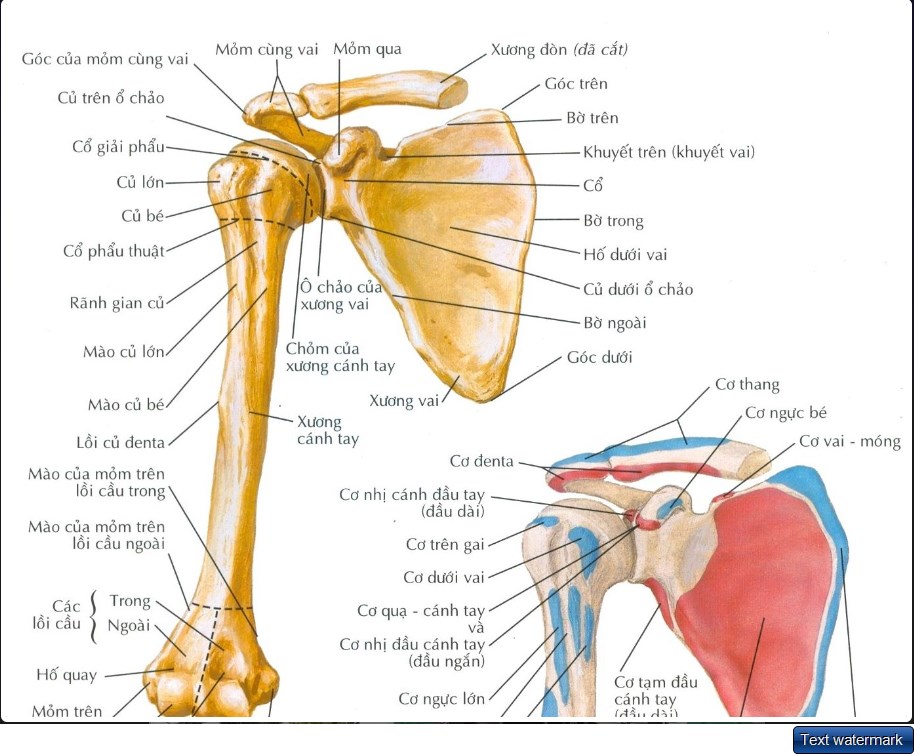 Góc của mỏm cùng vai
Mỏm cùng vai
Mỏm qua
Xương đòn (đã cắt)
Củ trên ổ chảo
Góc trên
Bờ trên
Cổ giải phẩu
Khuyết trên (khuyết vai)
Củ lớn
Cổ
Củ bé
Bờ trong
Cổ phẩu thuật
Hố dưới vai
Rãnh gian củ
Ổ chảo của
xương vai
Củ dưới ổ chảo
Bờ ngoài
Mào củ lớn
Chỏm của
xương cánh tay
Góc dưới
Mào củ bé
Xương vai
Lồi củ đenta
Xương
cánh tay
Mào của mỏm trên
lồi cầu trong
Mào của mỏm trên
lồi cầu ngoài
Các
lồi cầu
Trong
Ngoài
Hố quay
Mỏm trên
Cơ thang
Cơ ngực bé
Cơ vai - móng
Cơ đenta
Cơ nhị cánh đầu tay
(đầu dài)
Cơ trên gai
Cơ dưới vai
Cơ quạ - cánh tay
và
Cơ nhị đầu cánh tay
(đầu ngắn)
Cơ ngực lớn
Cơ tạm đầu
cánh tay
(đầu dài)
Text watermark